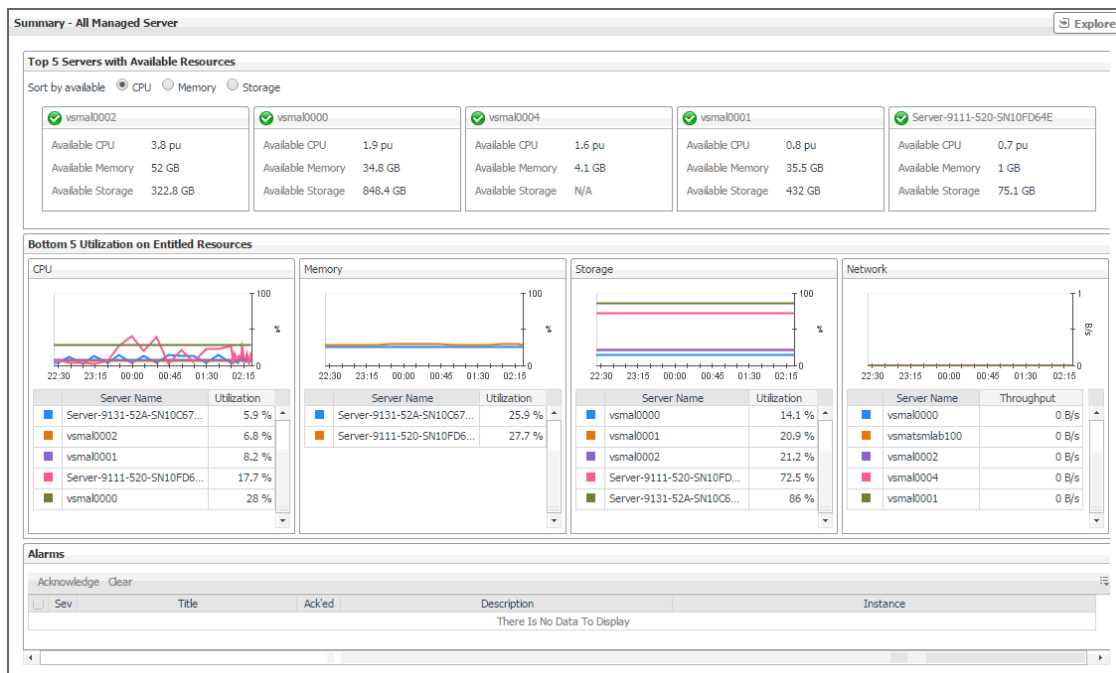 Summary - All Managed Server
Explore
Top 5 Servers with Available Resources
Sort by available CPU Memory Storage
vsmal0002
Available CPU 3.8 pu
Available Memory 52 GB
Available Storage 322.8 GB
vsmal0000
Available CPU 1.9 pu
Available Memory 34.8 GB
Available Storage 848.4 GB
vsmal0004
Available CPU 1.6 pu
Available Memory 4.1 GB
Available Storage N/A
vsmal0001
Available CPU 0.8 pu
Available Memory 35.5 GB
Available Storage 432 GB
Server-9111-520-SN10FD64E
Available CPU 0.7 pu
Available Memory 1 GB
Available Storage 75.1 GB
Bottom 5 Utilization on Entitled Resources
CPU
100
%
0
22:30 23:15 00:00 00:45 01:30 02:15
Server Name Utilization
Server-9131-52A-SN10C67... 5.9 %
vsmal0002 6.8 %
vsmal0001 8.2 %
Server-9111-520-SN10FD6... 17.7 %
vsmal0000 28 %
Memory
100
%
0
22:30 23:15 00:00 00:45 01:30 02:15
Server Name Utilization
Server-9131-52A-SN10C67... 25.9 %
Server-9111-520-SN10FD6... 27.7 %
Storage
100
%
0
22:30 23:15 00:00 00:45 01:30 02:15
Server Name Utilization
vsmal0000 14.1 %
vsmal0001 20.9 %
vsmal0002 21.2 %
Server-9111-520-SN10FD... 72.5 %
Server-9131-52A-SN10C6... 86 %
Network
1
B/s
0
22:30 23:15 00:00 00:45 01:30 02:15
Server Name Throughput
vsmal0000 0 B/s
vsmatsmlab100 0 B/s
vsmal0002 0 B/s
vsmal0004 0 B/s
vsmal0001 0 B/s
Alarms
Acknowledge Clear
Sev Title Ack'ed Description Instance
There Is No Data To Display